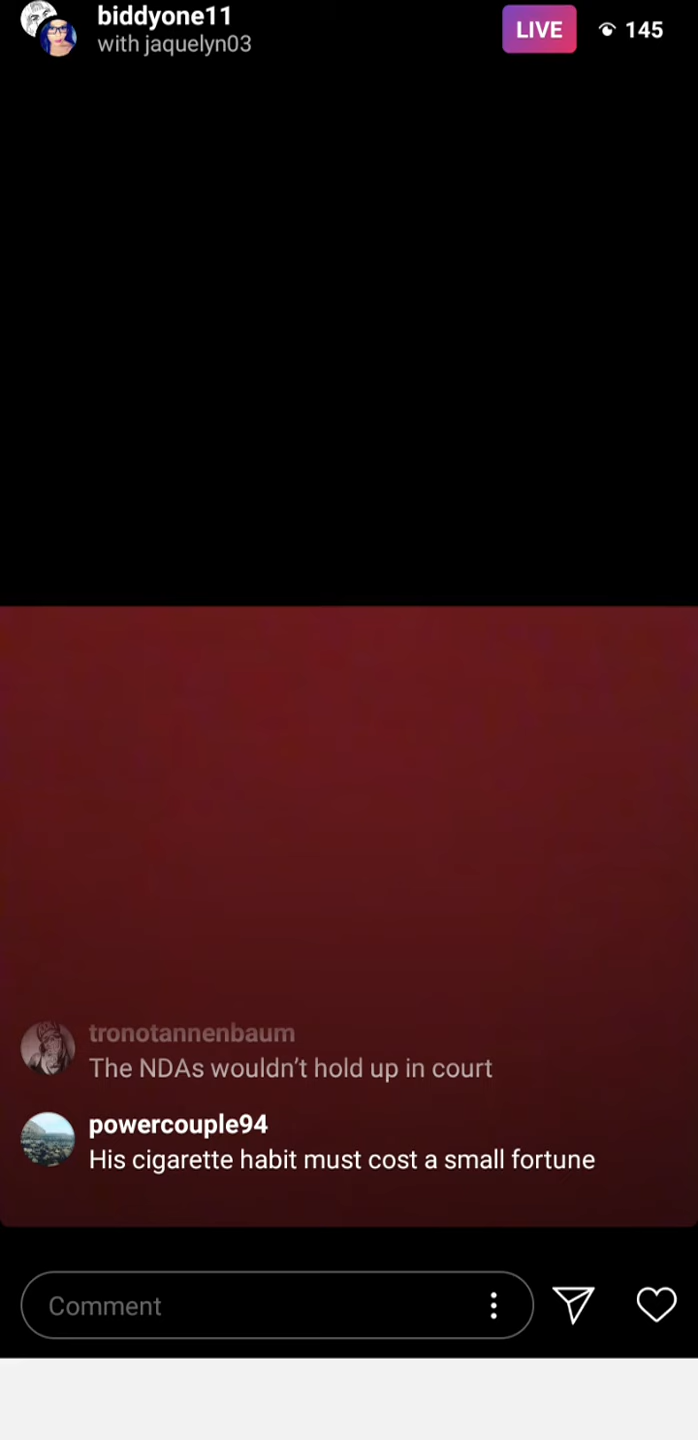 biddyone11
with jaquelyn03
LIVE
145
tronotannenbaum
The NDAs wouldn’t hold up in court
powercouple94
His cigarette habit must cost a small fortune
Comment